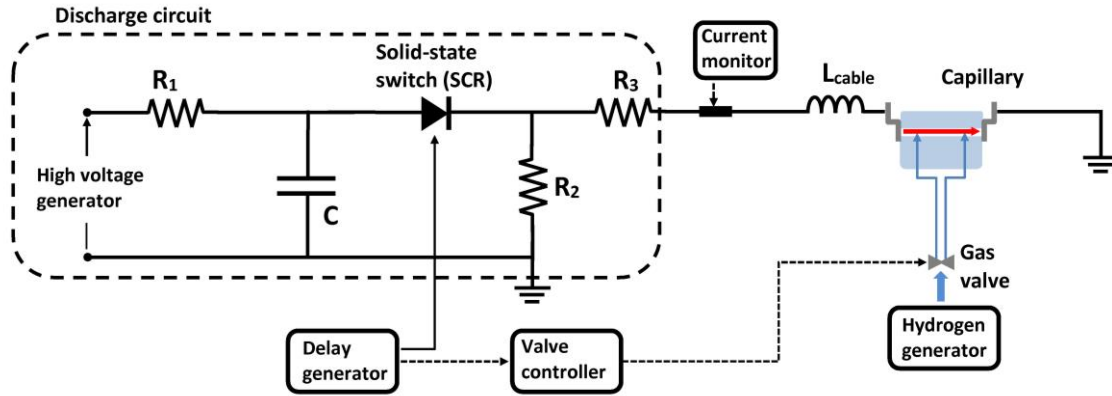 Discharge circuit
R1
Solid-state
switch (SCR)
R3
Current
monitor
Lcable
Capillary
High voltage
generator
C
R2
Gas
valve
Delay
generator
Valve
controller
Hydrogen
generator